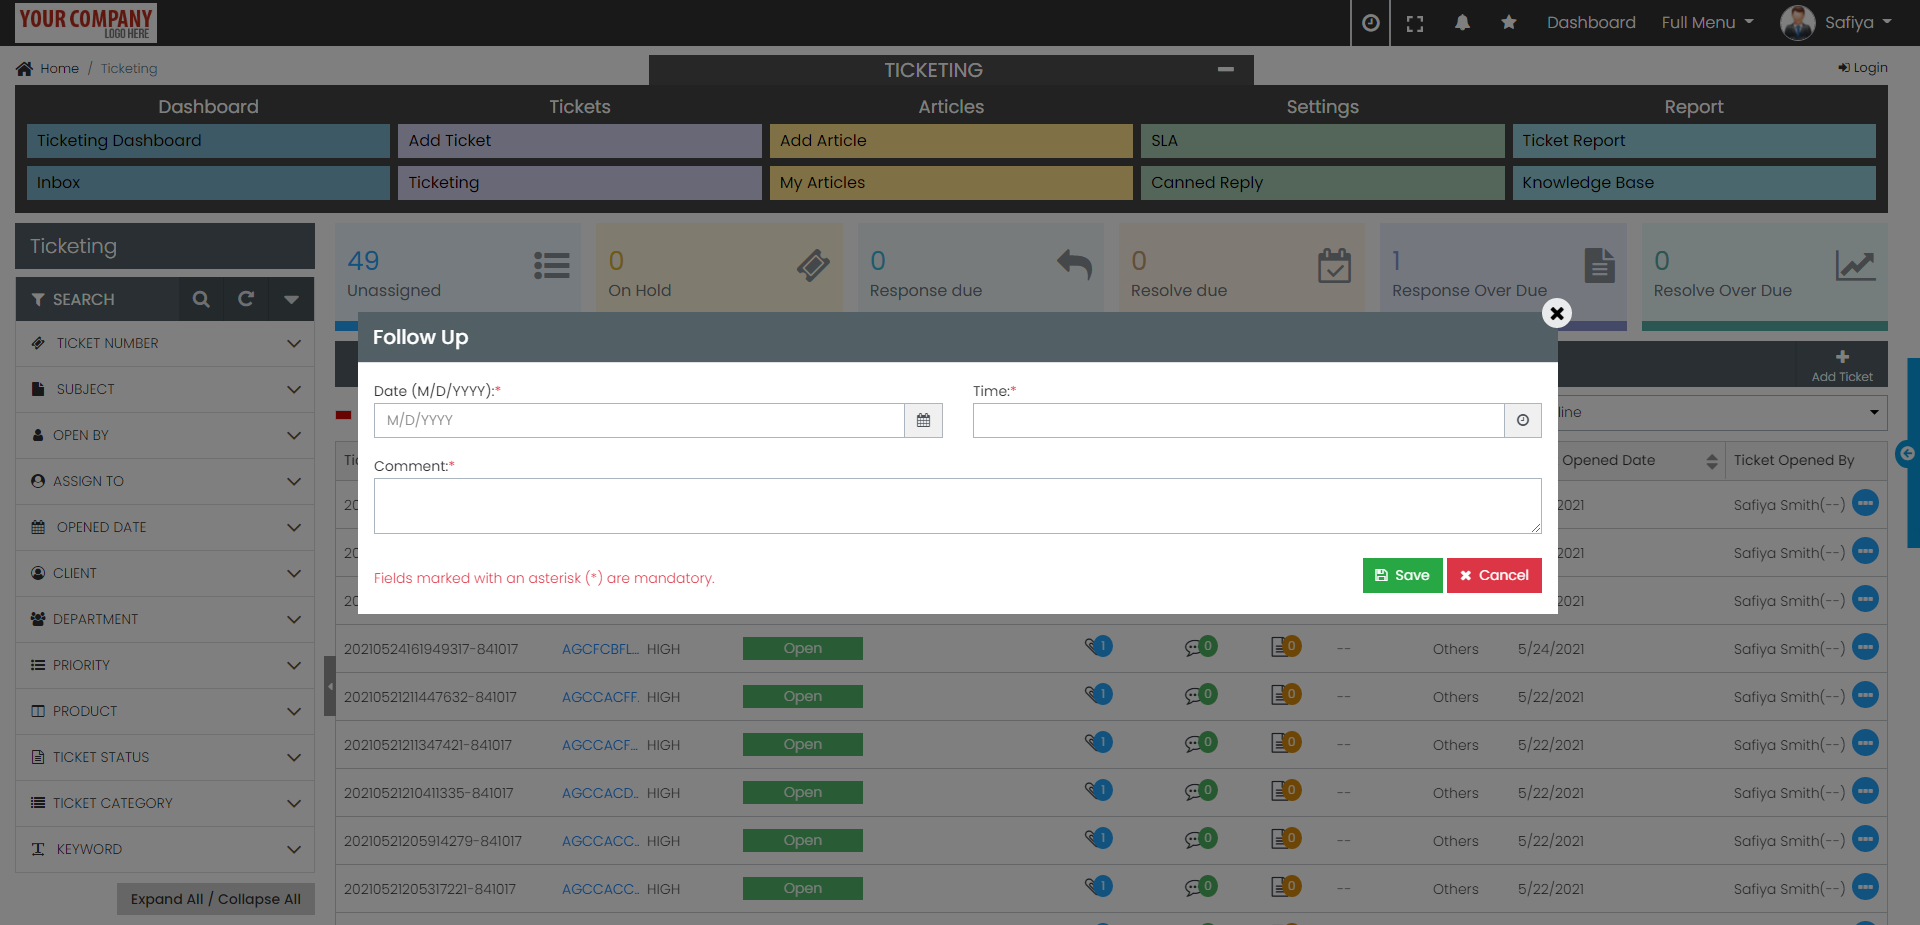 YOUR COMPANY
LOGO HERE
Dashboard
Full Menu
Safiya
Home / Ticketing
TICKETING
Login
Dashboard
Tickets
Articles
Settings
Report
Ticketing Dashboard
Add Ticket
Add Article
SLA
Ticket Report
Inbox
Ticketing
My Articles
Canned Reply
Knowledge Base
Ticketing
49
Unassigned
0
On Hold
0
Response due
0
Resolve due
1
Response Over Due
0
Resolve Over Due
SEARCH
TICKET NUMBER
SUBJECT
OPEN BY
ASSIGN TO
OPENED DATE
CLIENT
DEPARTMENT
PRIORITY
PRODUCT
TICKET STATUS
TICKET CATEGORY
KEYWORD
Expand All / Collapse All
Follow Up
Date (M/D/YYYY):*
M/D/YYYY
Time:*
Comment:*
Fields marked with an asterisk (*) are mandatory.
Save
Cancel
Add Ticket
line
Opened Date
Ticket Opened By
2021 Safiya Smith(--)
2021 Safiya Smith(--)
2021 Safiya Smith(--)
20210524161949317-841017 AGCFCBFL... HIGH Open 1 0 0 -- Others 5/24/2021 Safiya Smith(--)
20210521211447632-841017 AGCCACFF. HIGH Open 1 0 0 -- Others 5/22/2021 Safiya Smith(--)
20210521211347421-841017 AGCCACF... HIGH Open 1 0 0 -- Others 5/22/2021 Safiya Smith(--)
20210521210411335-841017 AGCCACD.. HIGH Open 1 0 0 -- Others 5/22/2021 Safiya Smith(--)
20210521205914279-841017 AGCCACC.. HIGH Open 1 0 0 -- Others 5/22/2021 Safiya Smith(--)
20210521205317221-841017 AGCCACC.. HIGH Open 1 0 0 -- Others 5/22/2021 Safiya Smith(--)